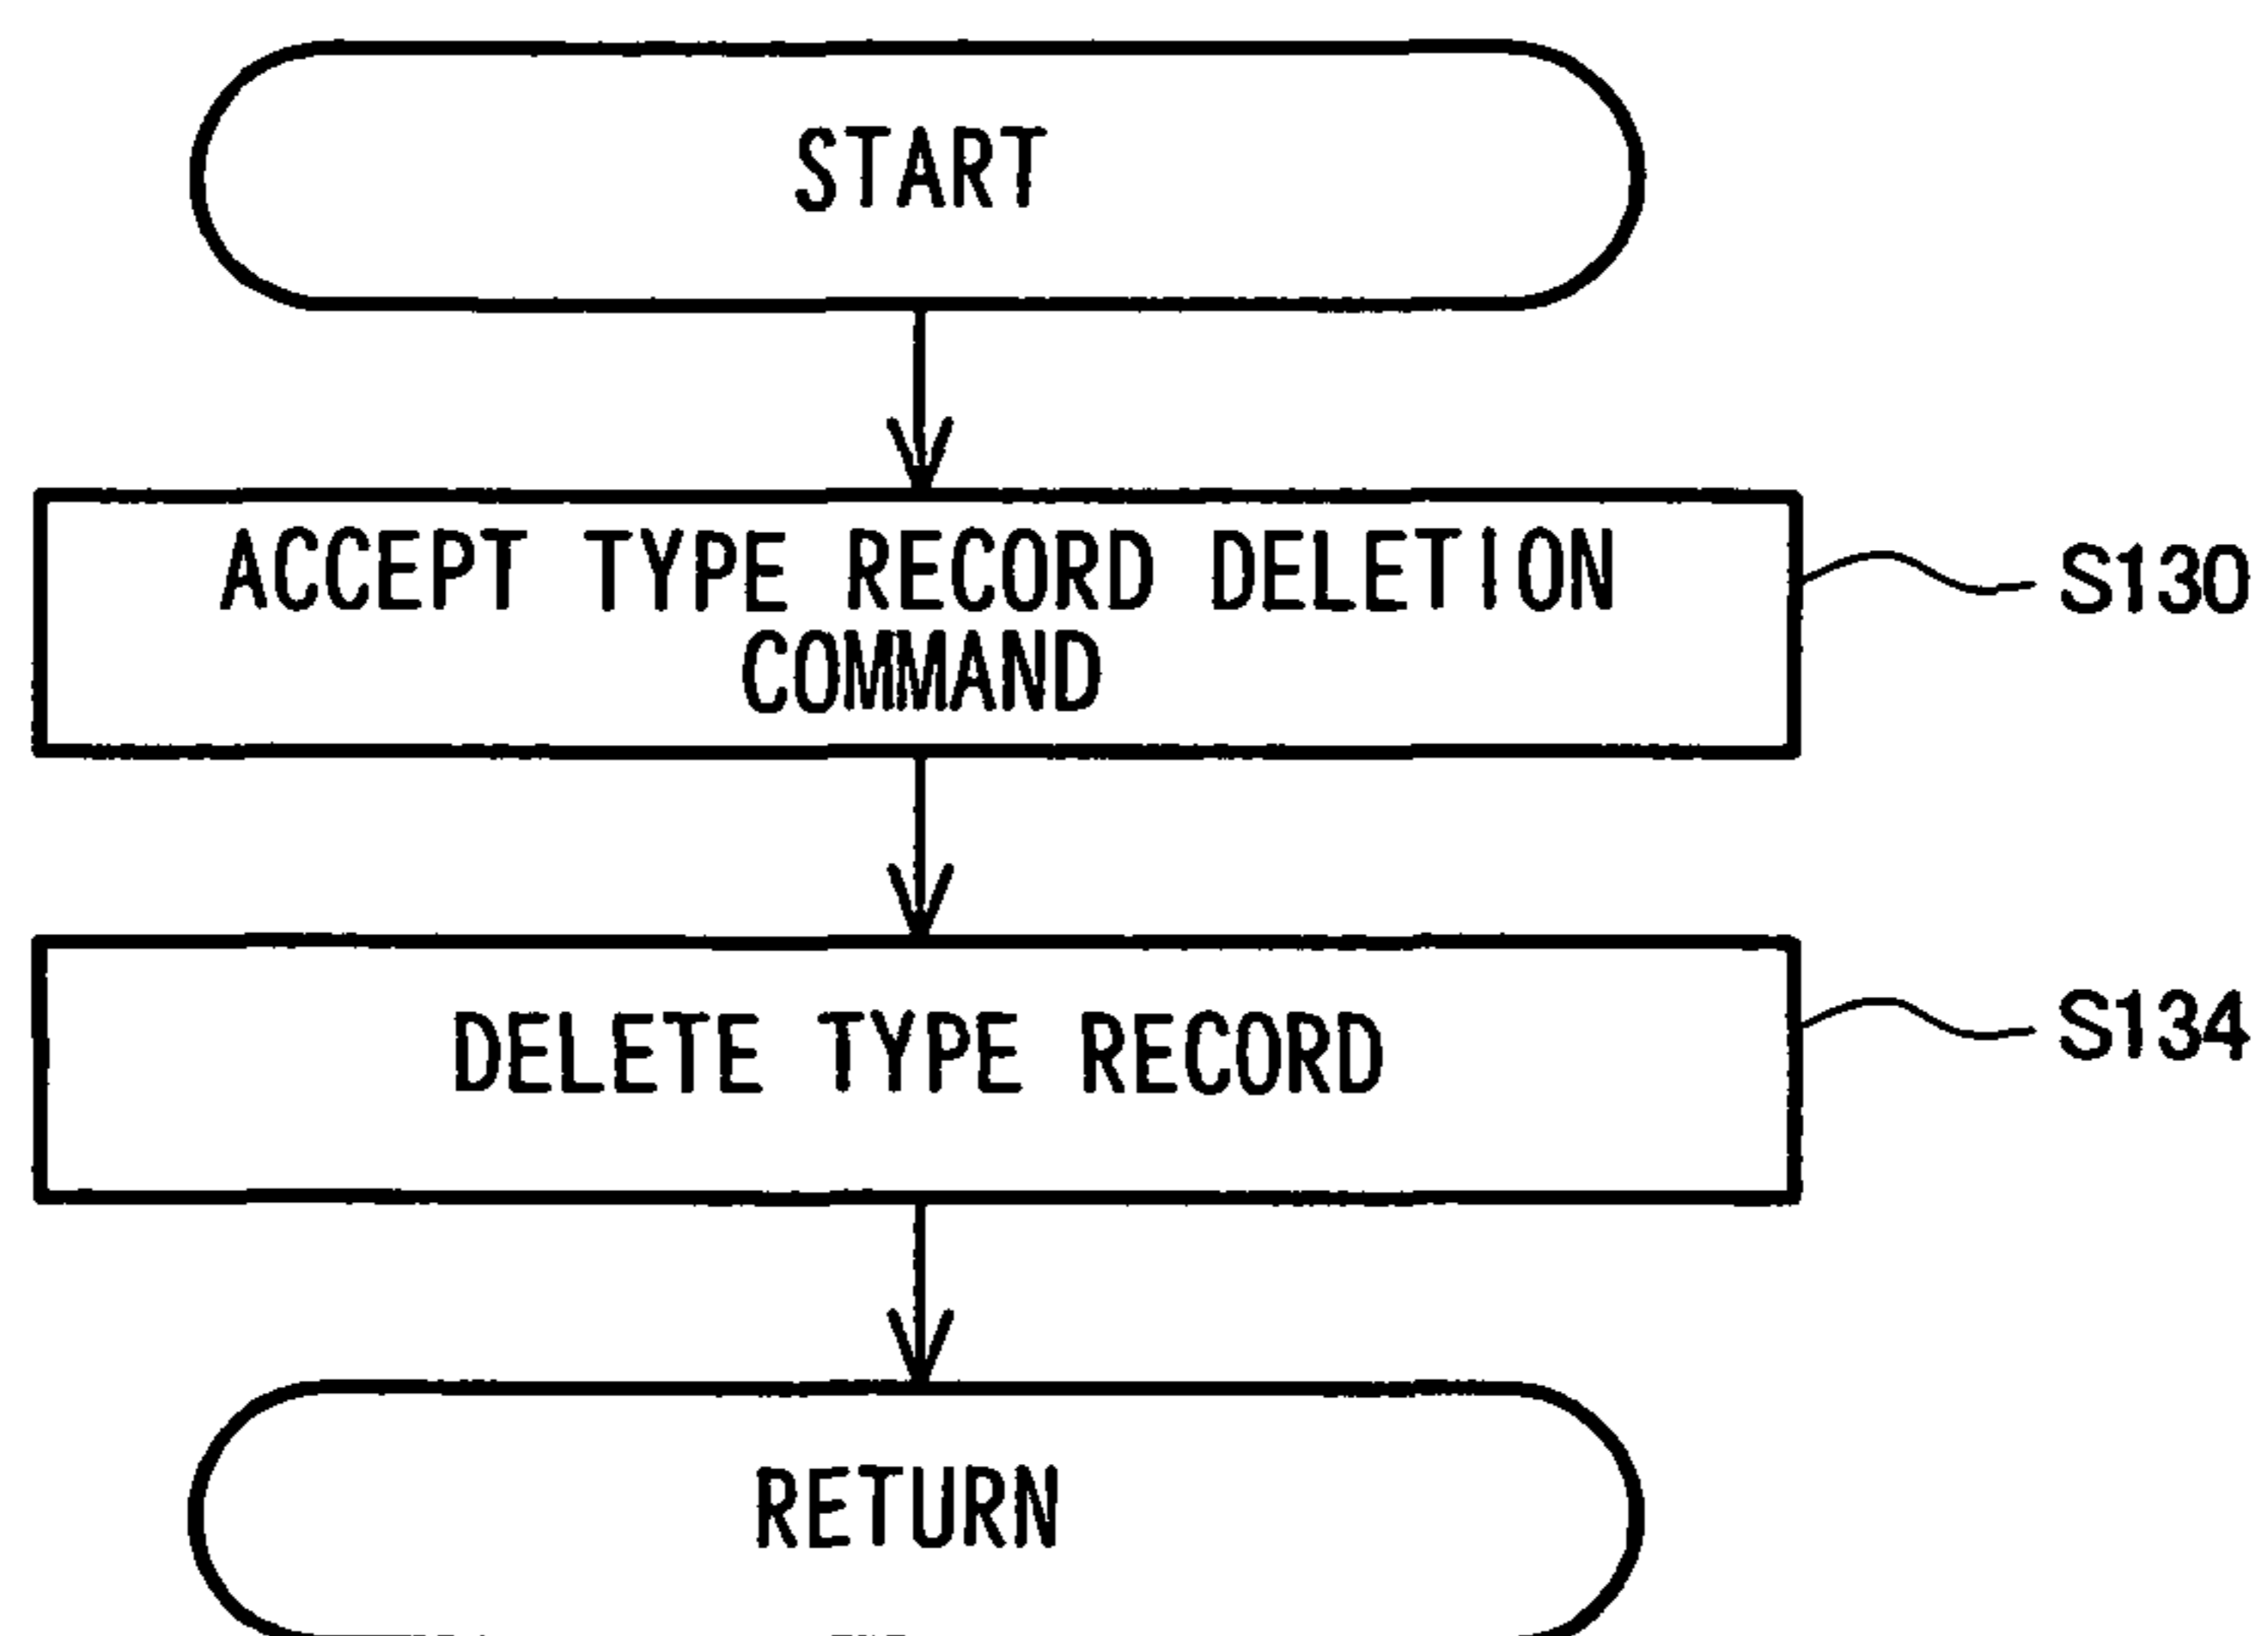 START
ACCEPT TYPE RECORD DELETION
COMMAND
S130
DELETE TYPE RECORD
S134
RETURN